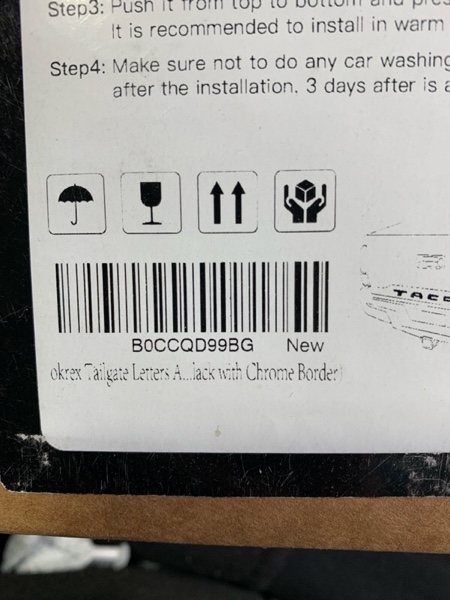 Step3: Push it from top to bottom and
It is recommended to install in warm
Step4: Make sure not to do any car washing
after the installation. 3 days after is
TACO
B0CCQD99BG New
okrex Tailgate Letters A...lack with Chrome Border